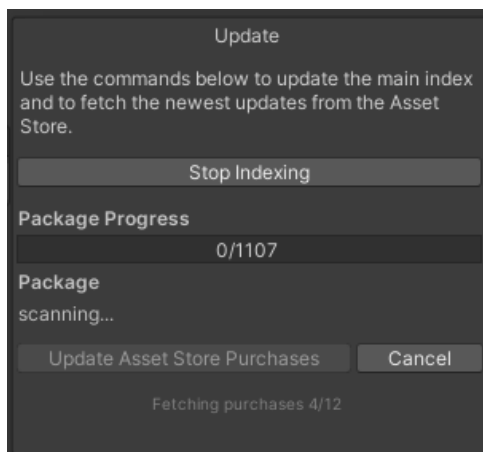 Update
Use the commands below to update the main index
and to fetch the newest updates from the Asset
Store.
Stop Indexing
Package Progress
0/1107
Package
scanning...
Update Asset Store Purchases
Cancel
Fetching purchases 4/12